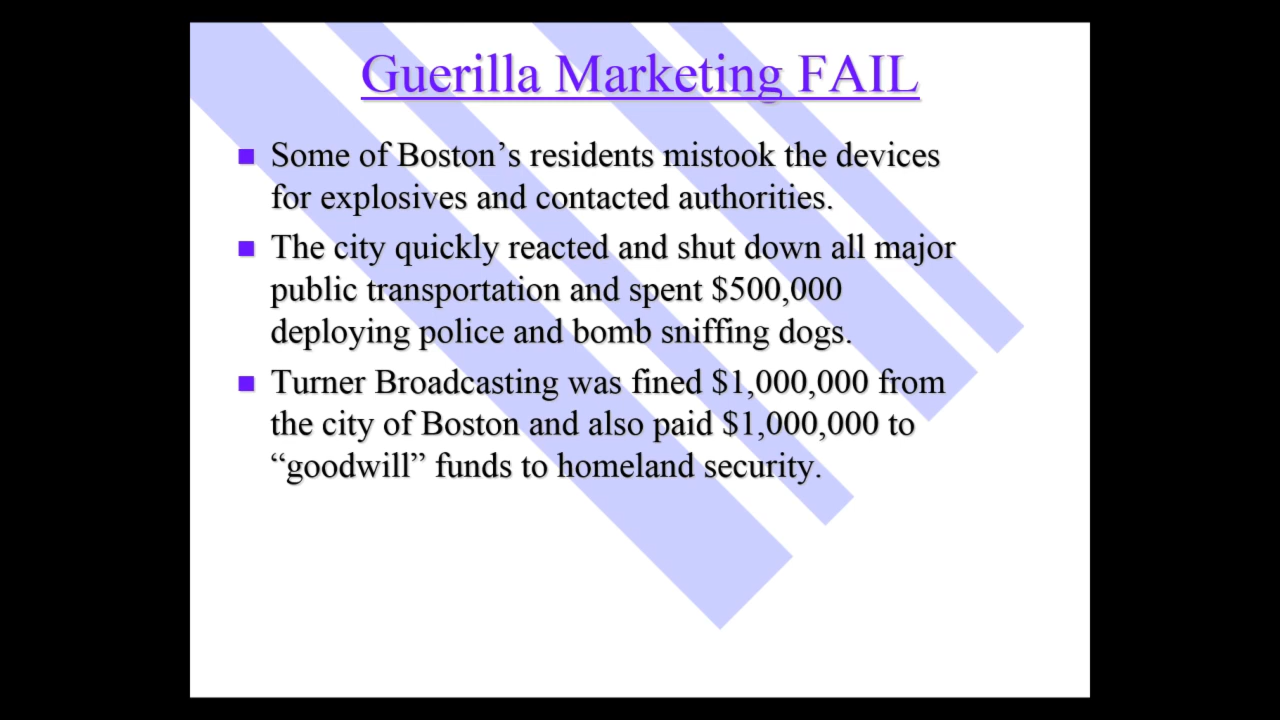 Guerilla Marketing FAIL
Some of Boston’s residents mistook the devices
for explosives and contacted authorities.
The city quickly reacted and shut down all major
public transportation and spent $500,000
deploying police and bomb sniffing dogs.
Turner Broadcasting was fined $1,000,000 from
the city of Boston and also paid $1,000,000 to
“goodwill” funds to homeland security.